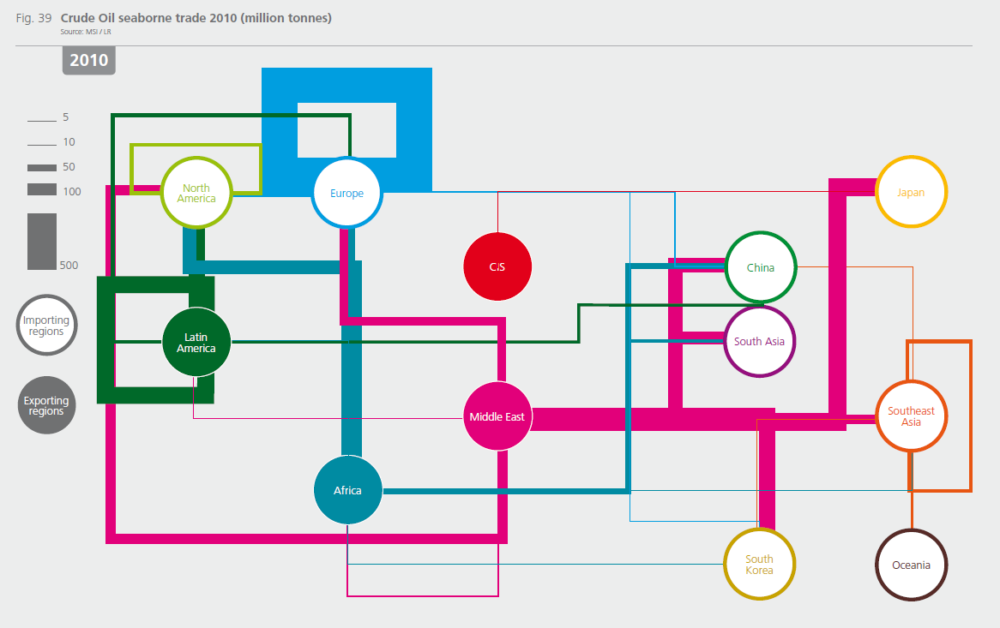 Fig. 39 Crude Oil seaborne trade 2010 (million tonnes)
Source: MSI / LR
2010
5
10
50
100
500
Importing
regions
Exporting
regions
North
America
Europe
Japan
CIS
China
Latin
America
South Asia
Middle East
Southeast
Asia
Africa
South
Korea
Oceania